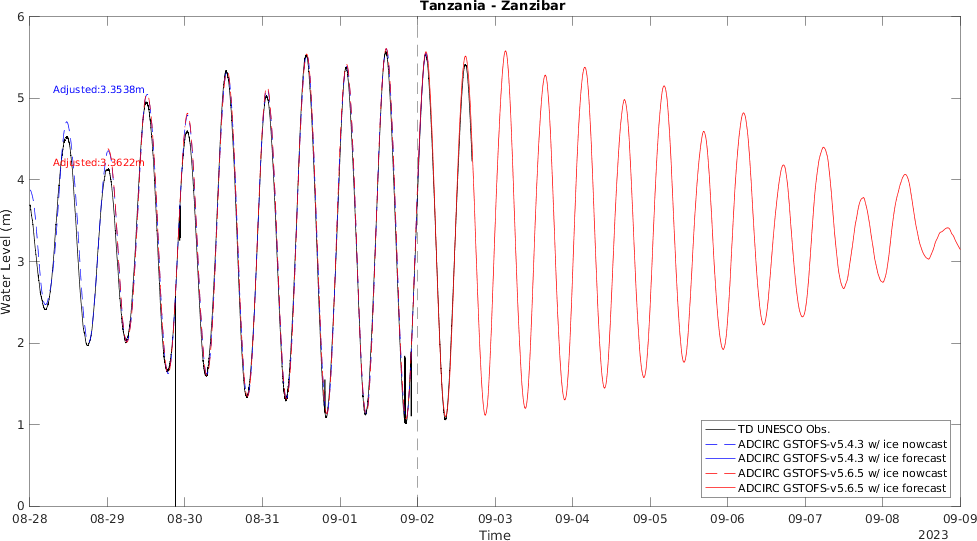 Tanzania - Zanzibar
6
5
4
3
2
1
0
Water Level (m)
Adjusted:3.3538m
Adjusted:3.3622m
TD UNESCO Obs.
ADCIRC GSTOFS-v5.4.3 w/ ice nowcast
ADCIRC GSTOFS-v5.4.3 w/ ice forecast
ADCIRC GSTOFS-v5.6.5 w/ ice nowcast
ADCIRC GSTOFS-v5.6.5 w/ ice forecast
08-28 08-29 08-30 08-31 09-01 09-02 09-03 09-04 09-05 09-06 09-07 09-08 09-09
Time
2023